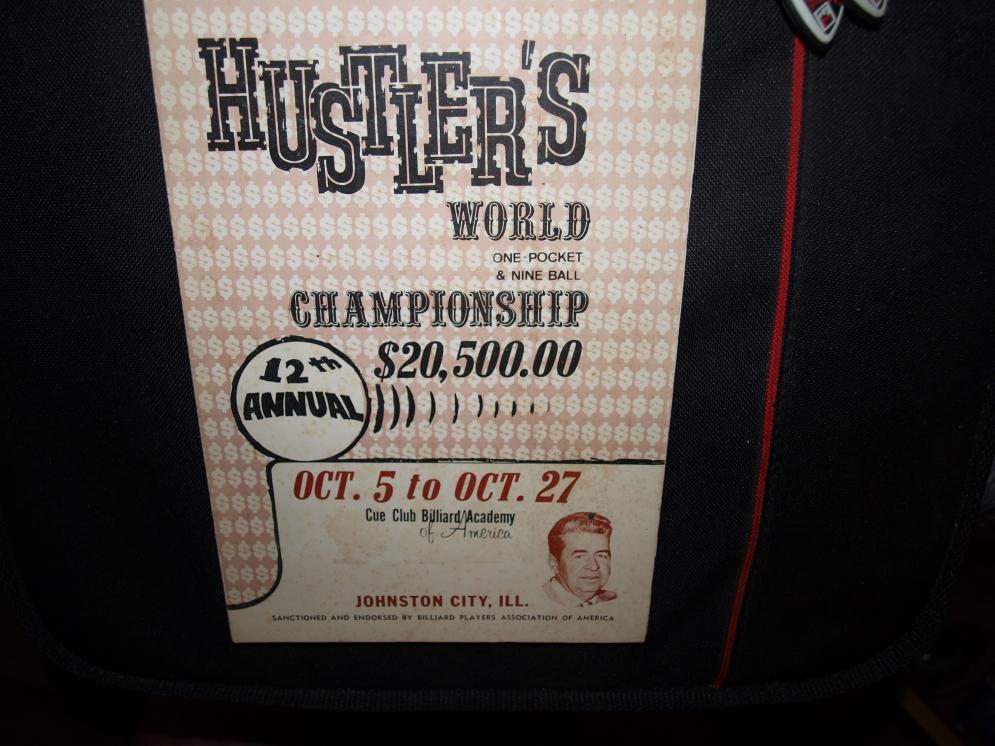 HUSTLER'S
WORLD
ONE-POCKET
& NINE BALL
CHAMPIONSHIP
$20,500.00
12th
ANNUAL
OCT. 5 to OCT. 27
Cue Club Billiard Academy
of America
JOHNSTON CITY, ILL.
SANCTIONED AND ENDORSED BY BILLIARD PLAYERS ASSOCIATION OF AMERICA